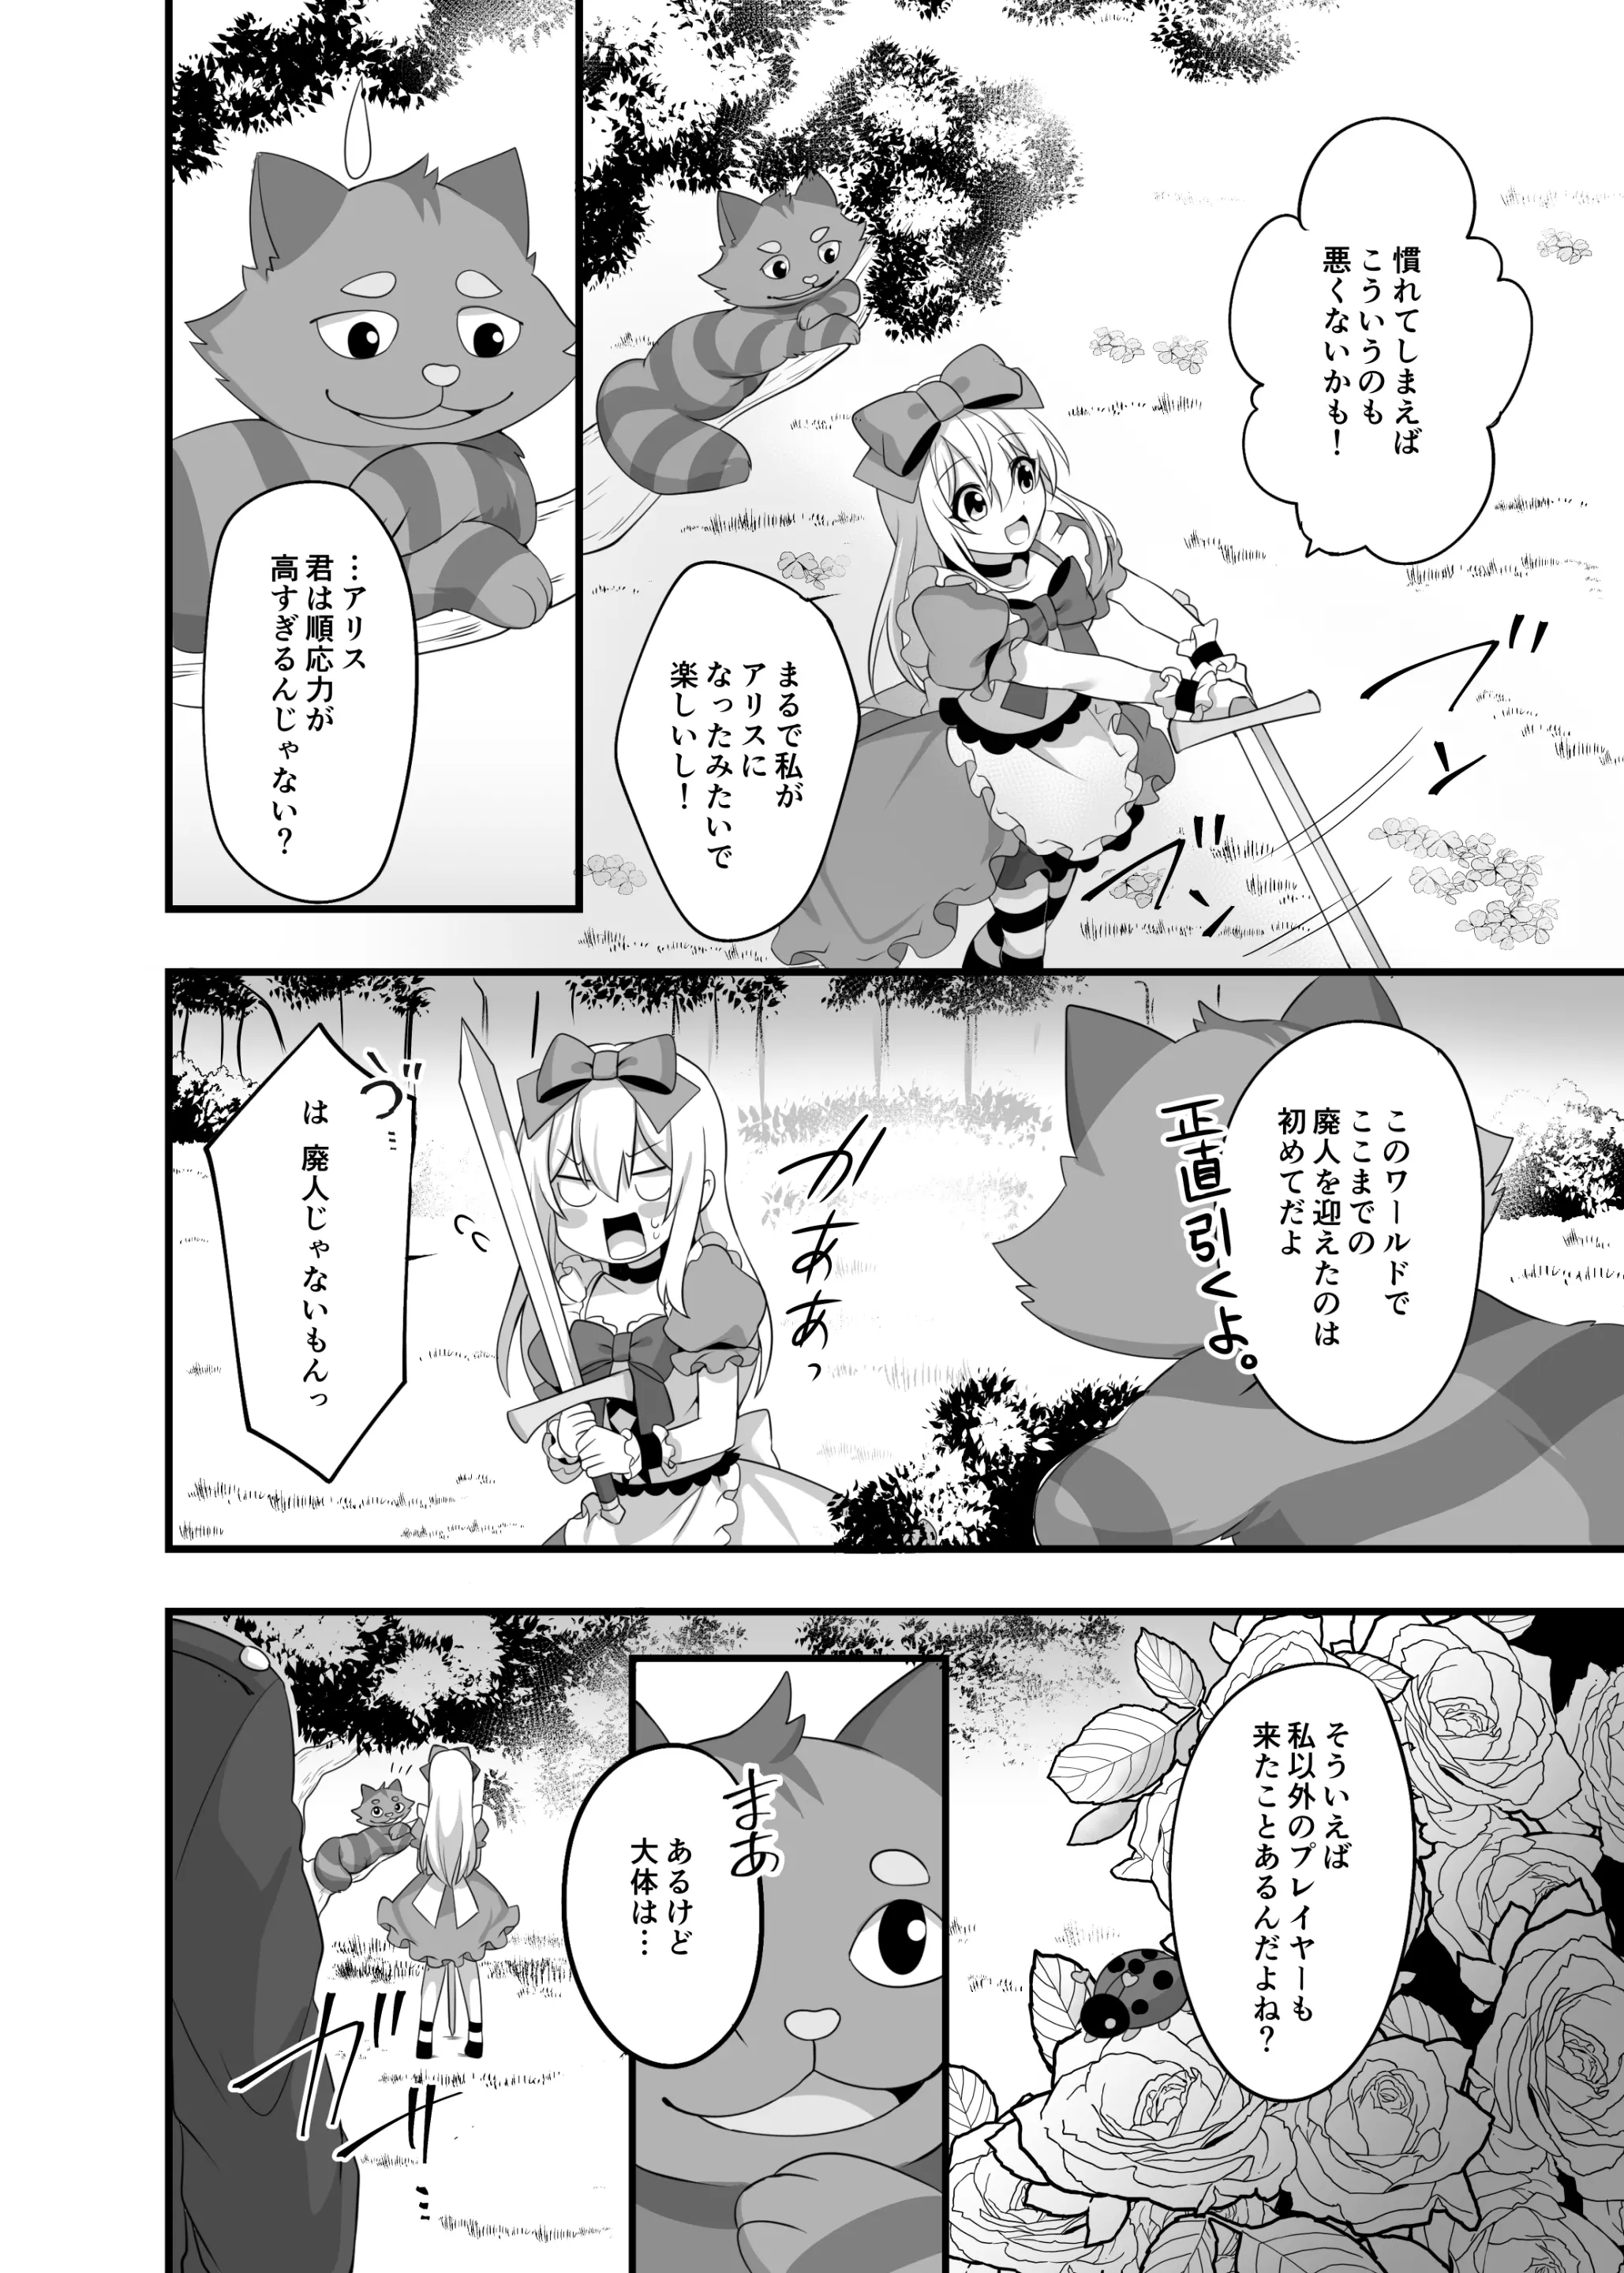 慣れてしまえば
こういうのも
悪くないかも！
ブンッ
ブンッ
まるで私が
アリスに
なったみたいで
楽しいし！
…アリス
君は順応力が
高すぎるんじゃない？
このワールドで
ここまでの
廃人を迎えたのは
初めてだよ
正直引くよ。
かぁあぁっ
づ
は 廃人じゃないもんっ
そういえば
私以外のプレイヤーも
来たことあるんだよね？
まあ
あるけど
大体は…
ガザ…